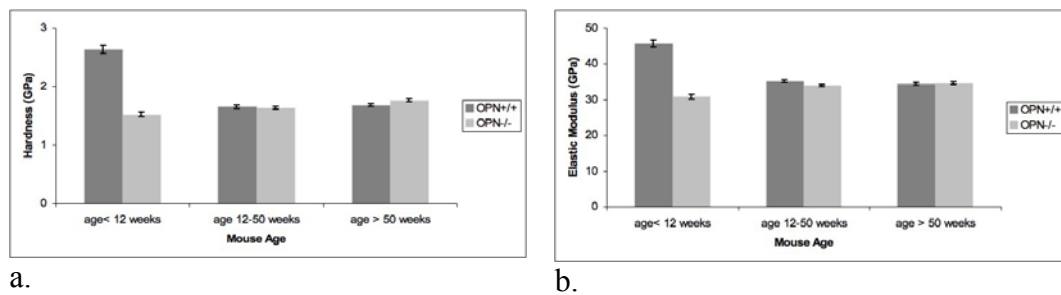 3
2
1
0
Hardness (GPa)
age< 12 weeks
age 12-50 weeks
age > 50 weeks
Mouse Age
OPN+/+
OPN-/-
a.
50
40
30
20
10
0
Elastic Modulus (GPa)
age< 12 weeks
age 12-50 weeks
age > 50 weeks
Mouse Age
OPN+/+
OPN-/-
b.